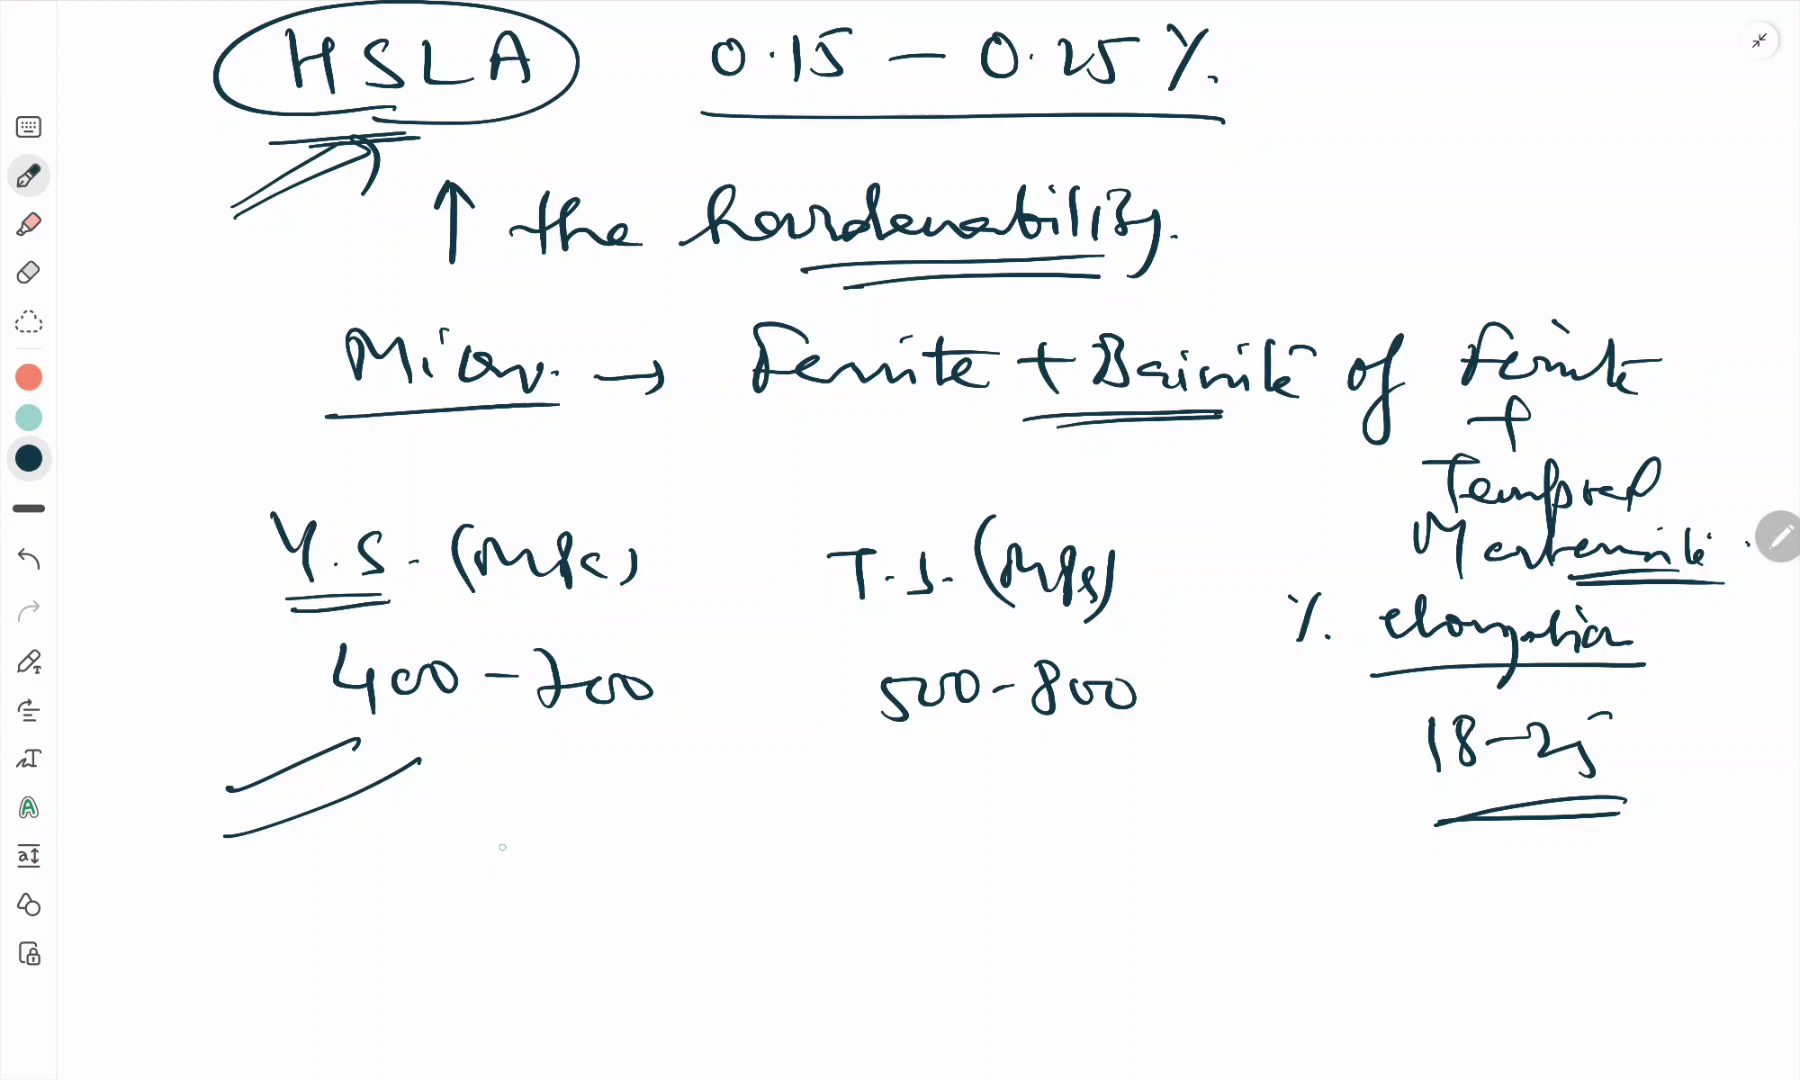 HSLA 0.15 - 0.25 %.
↑ the hardenability.
Micro. → Ferrite + Bainite of Ferrite
+
Tempered
Martensite.
Y.S. (MPa) T.S. (MPa) % elongation
400 - 700 500-800 18-25